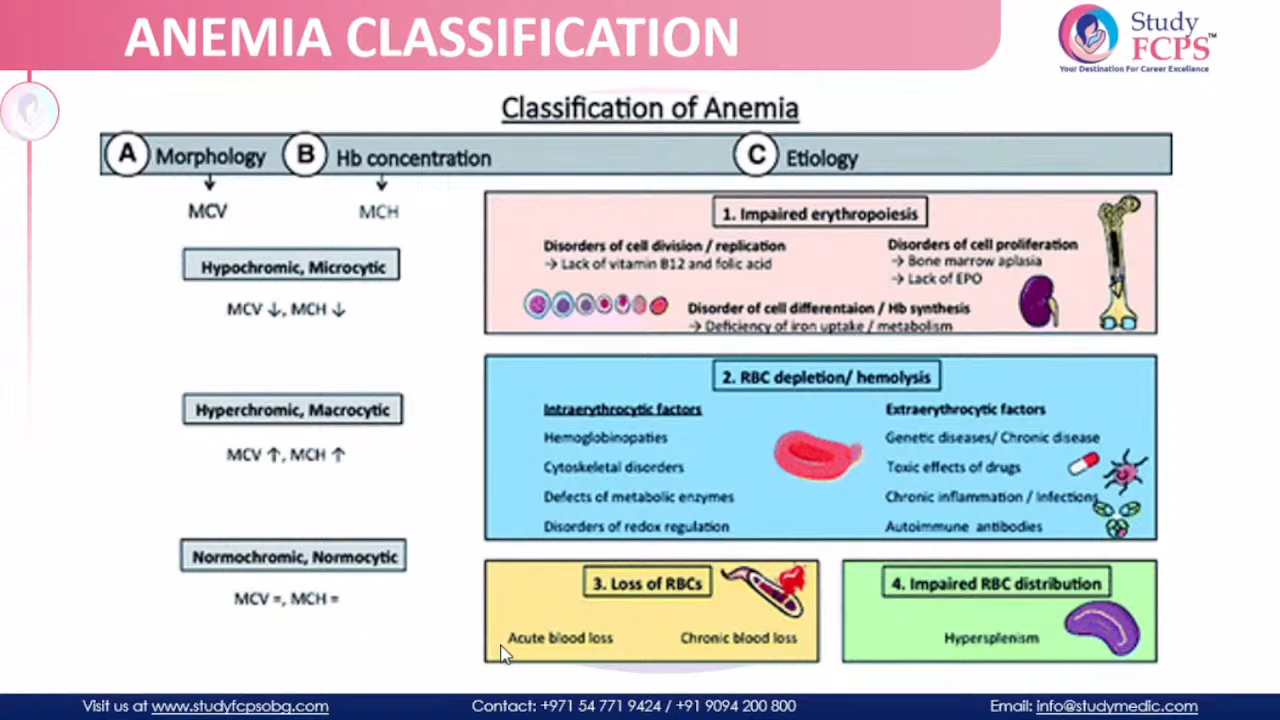 ANEMIA CLASSIFICATION
Study
FCPS™
Your Destination For Career Excellence
Classification of Anemia
A Morphology
B Hb concentration
C Etiology
MCV
MCH
Hypochromic, Microcytic
MCV ↓, MCH ↓
Hyperchromic, Macrocytic
MCV ↑, MCH ↑
Normochromic, Normocytic
MCV =, MCH =
1. Impaired erythropoiesis
Disorders of cell division / replication
→ Lack of vitamin B12 and folic acid
Disorders of cell proliferation
→ Bone marrow aplasia
→ Lack of EPO
Disorder of cell differentaion / Hb synthesis
→ Deficiency of iron uptake / metabolism
2. RBC depletion/ hemolysis
Intraerythrocytic factors
Hemoglobinopaties
Cytoskeletal disorders
Defects of metabolic enzymes
Disorders of redox regulation
Extraerythrocytic factors
Genetic diseases/ Chronic disease
Toxic effects of drugs
Chronic inflammation / Infections
Autoimmune antibodies
3. Loss of RBCs
Acute blood loss
Chronic blood loss
4. Impaired RBC distribution
Hypersplenism
Visit us at www.studyfcpsobg.com
Contact: +971 54 771 9424 / +91 9094 200 800
Email: info@studymedic.com